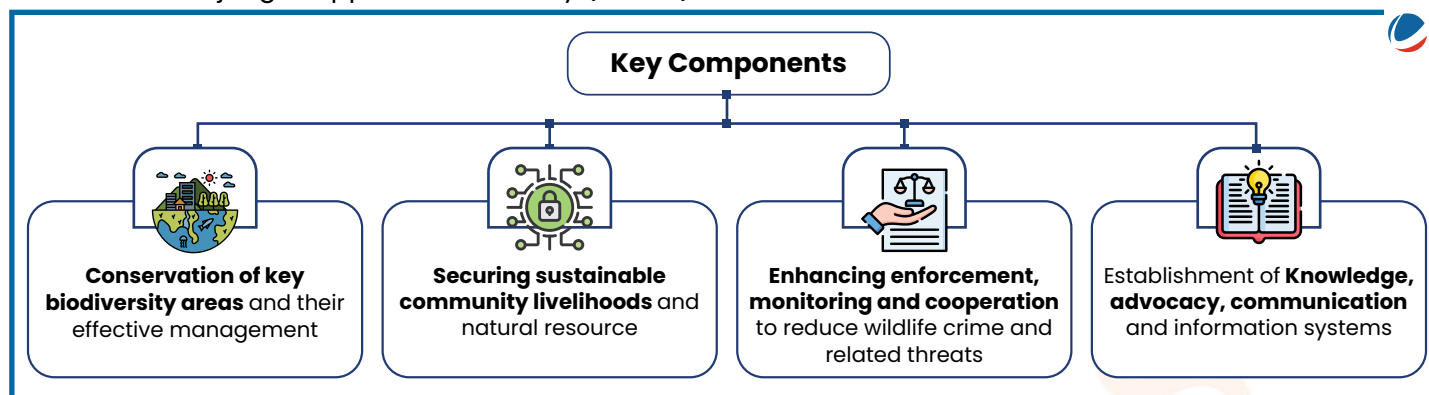 Key Components
Conservation of key
biodiversity areas and their
effective management
Securing sustainable
community livelihoods and
natural resource
Enhancing enforcement,
monitoring and cooperation
to reduce wildlife crime and
related threats
Establishment of Knowledge,
advocacy, communication
and information systems